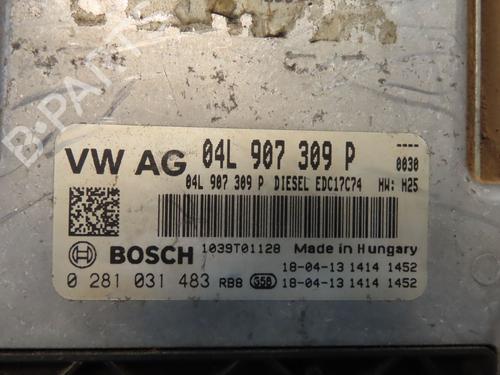 B-PARTS
VW AG 04L 907 309 P
----
0030
04L 907 309 P DIESEL EDC17C74 HW: H25
BOSCH
1039T01128 Made in Hungary
18-04-13 1414 1452
0 281 031 483 RB8 G5B 18-04-13 1414 1452